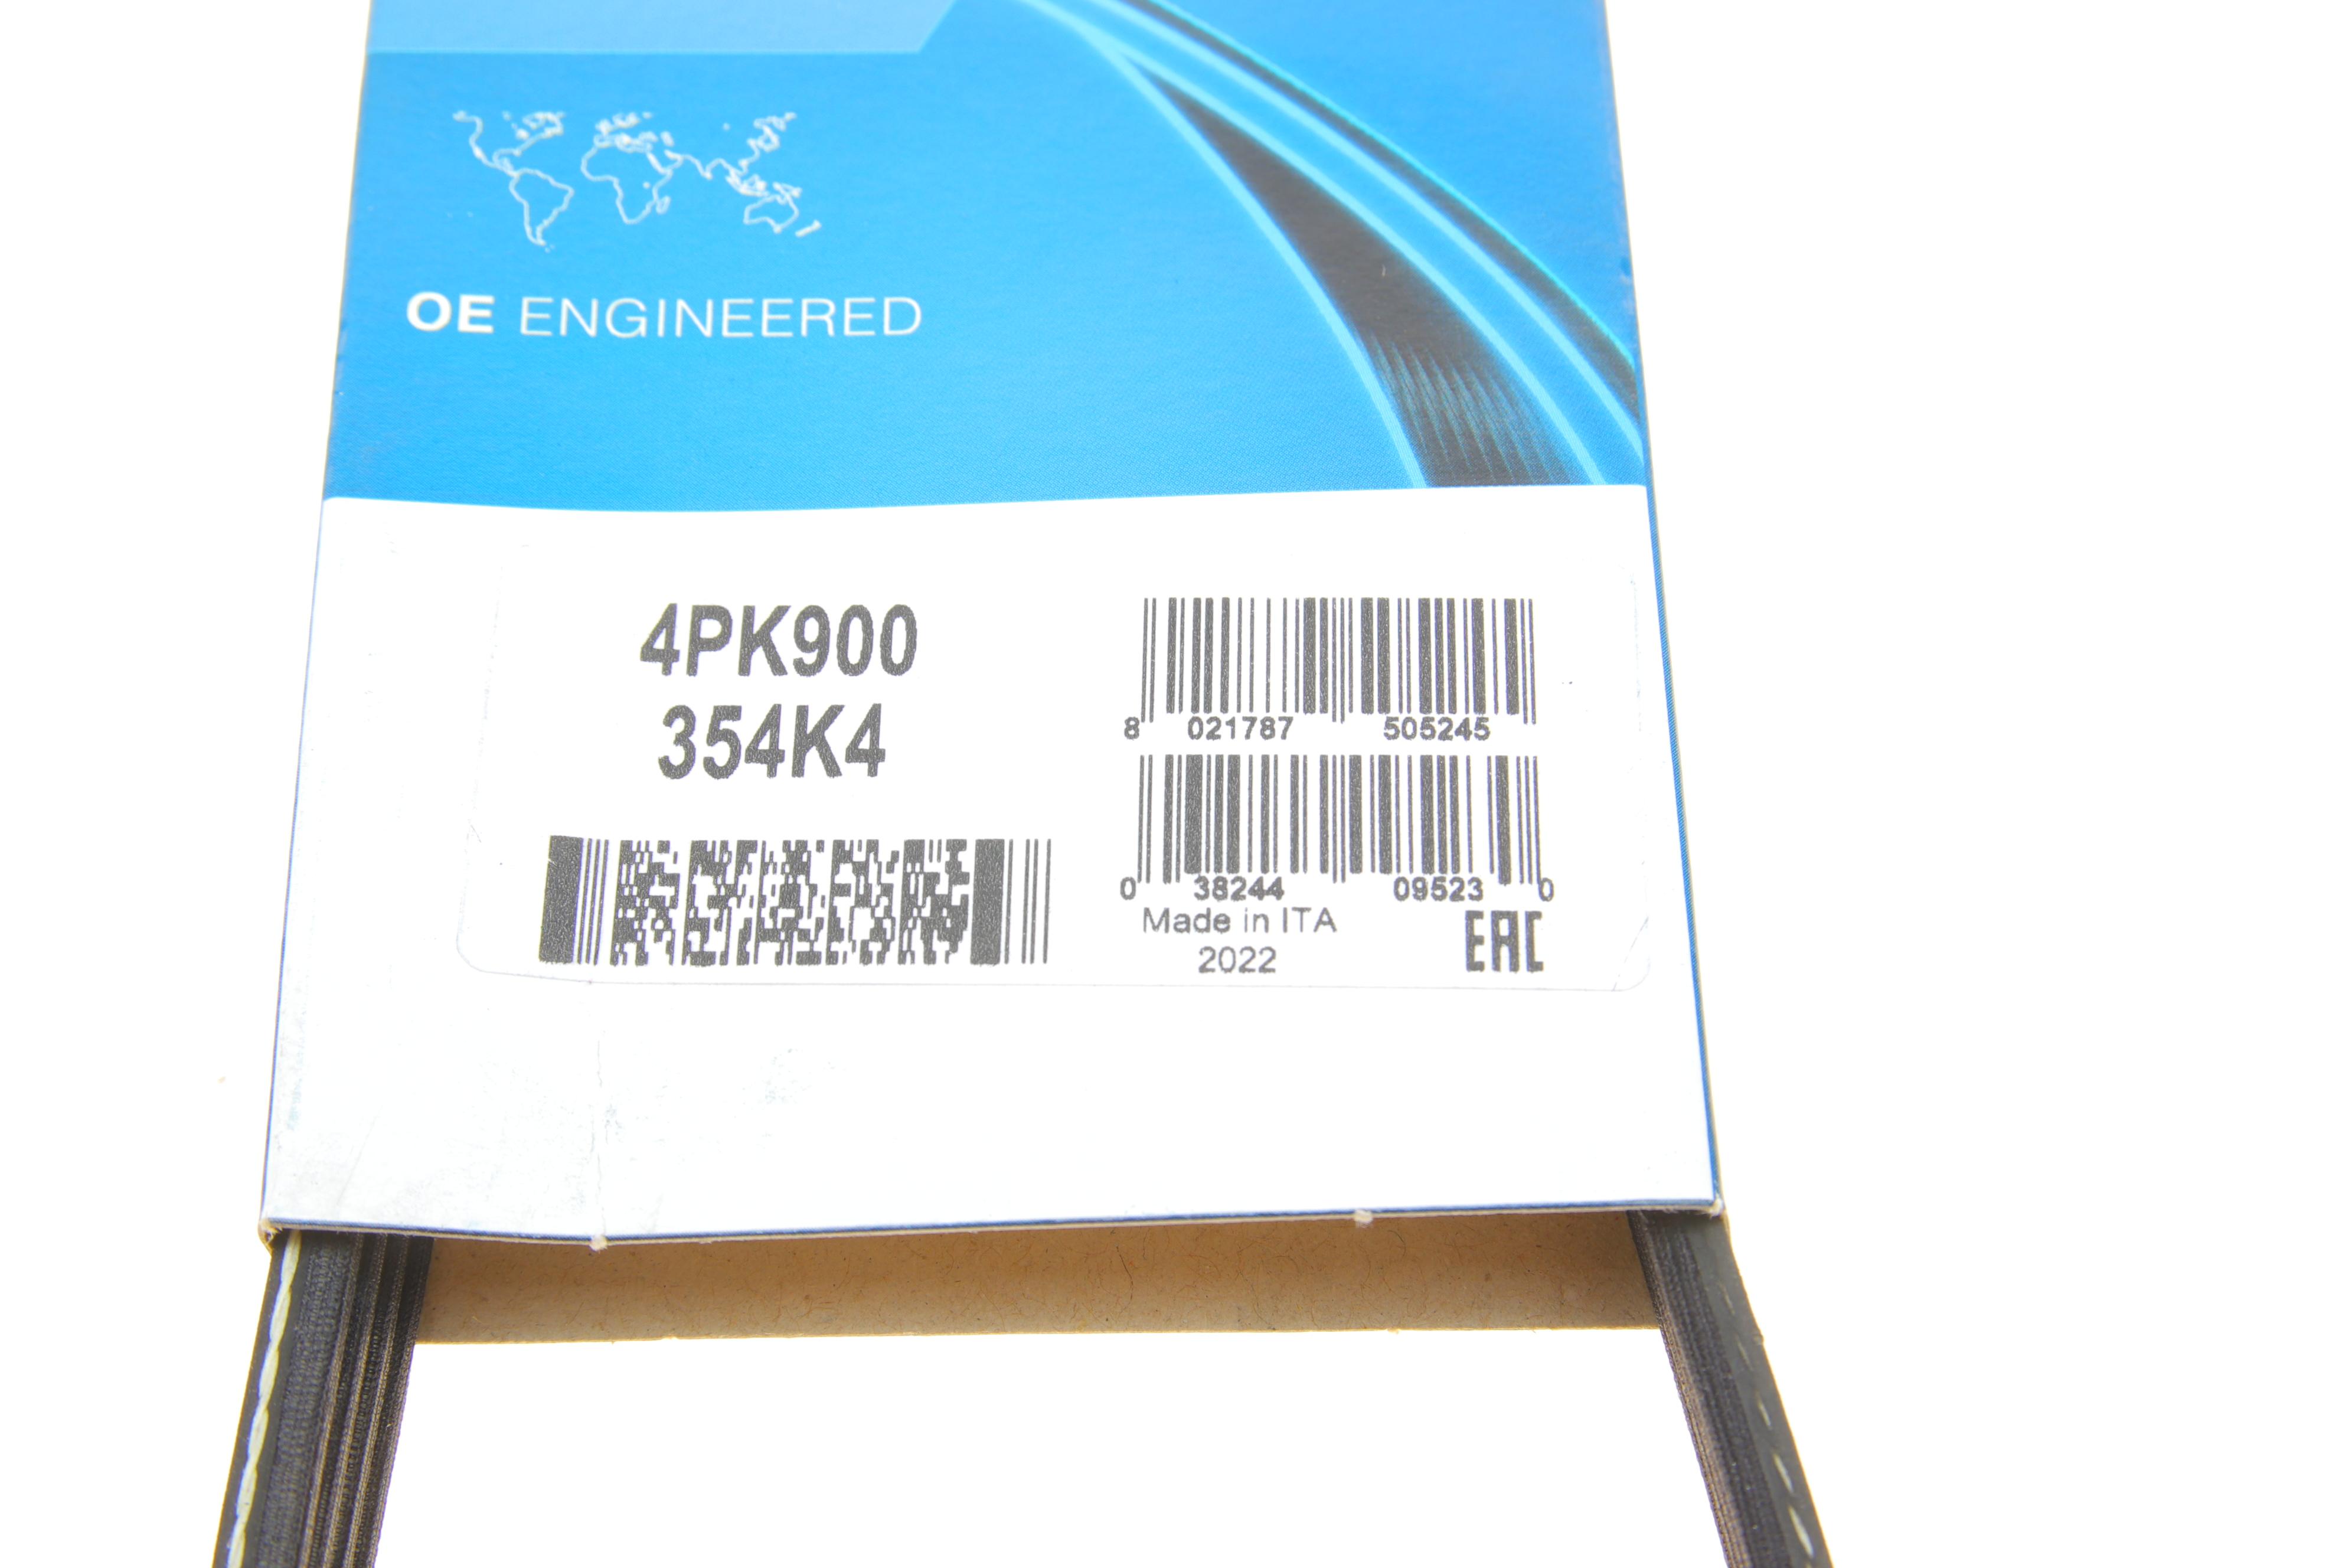 OE ENGINEERED
4PK900
354K4
8 021787 505245
0 38244 09523 0
Made in ITA
2022
EAC